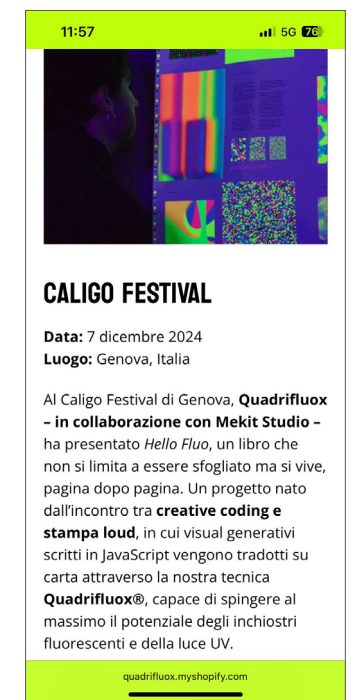 11:57
5G 76
CALIGO FESTIVAL
Data: 7 dicembre 2024
Luogo: Genova, Italia
Al Caligo Festival di Genova, Quadrifluox
– in collaborazione con Mekit Studio –
ha presentato Hello Fluo, un libro che
non si limita a essere sfogliato ma si vive,
pagina dopo pagina. Un progetto nato
dall’incontro tra creative coding e
stampa loud, in cui visual generativi
scritti in JavaScript vengono tradotti su
carta attraverso la nostra tecnica
Quadrifluox®, capace di spingere al
massimo il potenziale degli inchiostri
fluorescenti e della luce UV.
quadrifluox.myshopify.com